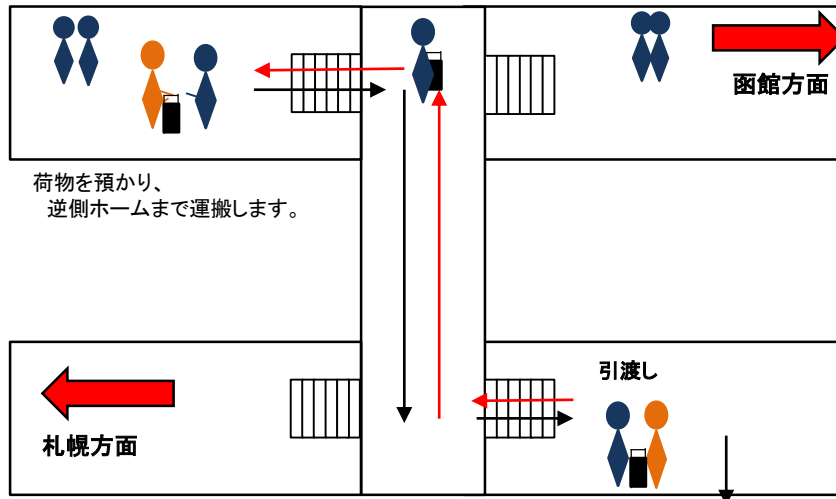 函館方面
荷物を預かり、
逆側ホームまで運搬します。
引渡し
札幌方面